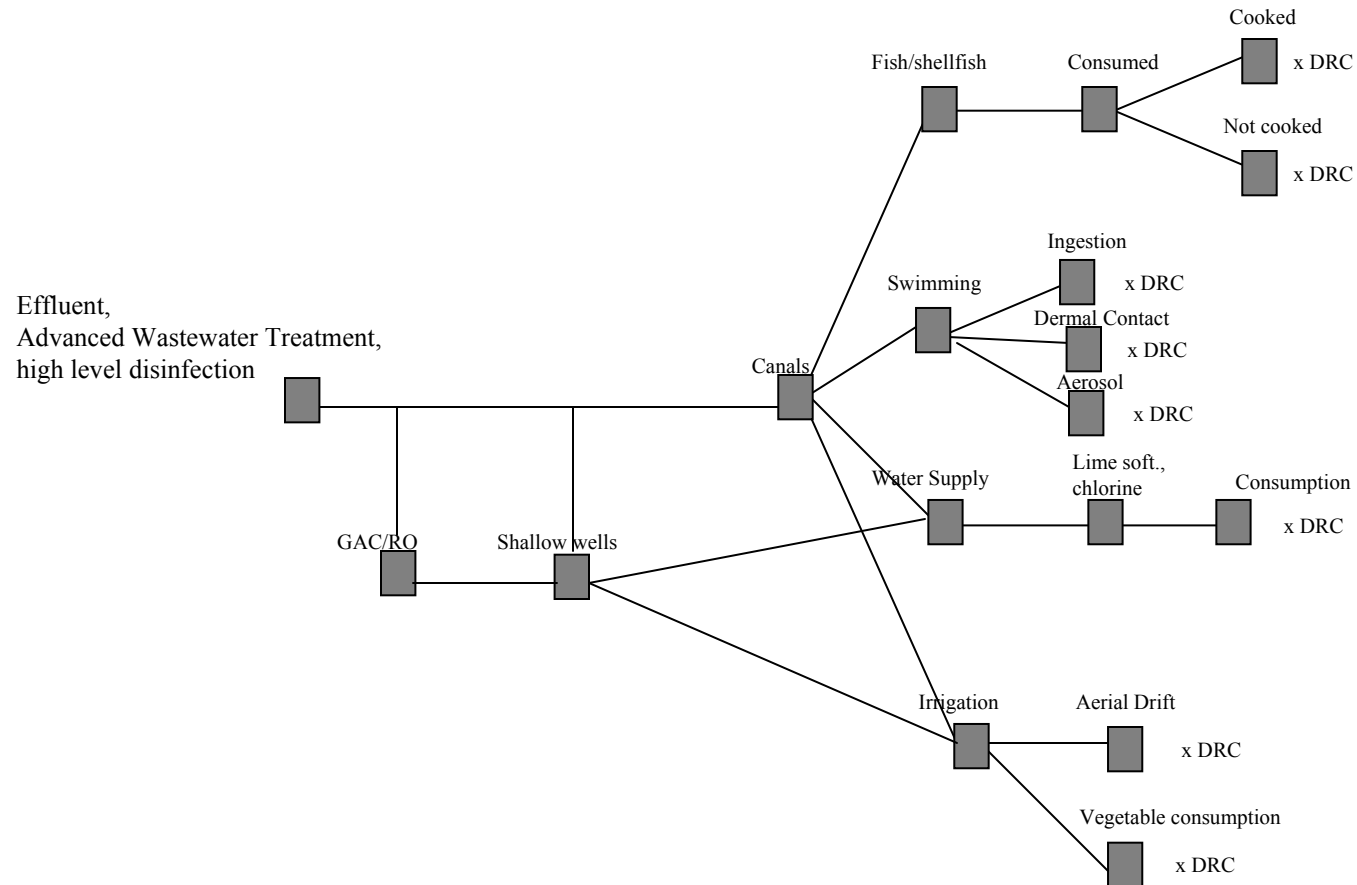 Cooked
x DRC
Fish/shellfish
Consumed
Not cooked
x DRC
Ingestion
x DRC
Swimming
Dermal Contact
x DRC
Aerosol
x DRC
Effluent,
Advanced Wastewater Treatment,
high level disinfection
Canals
Water Supply
Lime soft.,
chlorine
Consumption
x DRC
GAC/RO
Shallow wells
Irrigation
Aerial Drift
x DRC
Vegetable consumption
x DRC